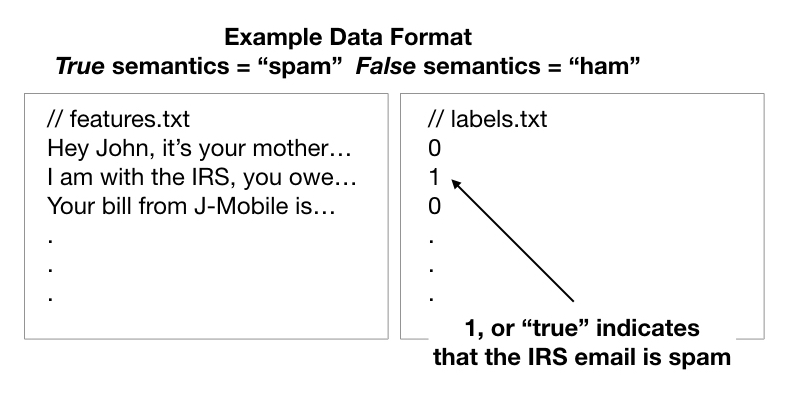 Example Data Format
True semantics = “spam” False semantics = “ham”
// features.txt
Hey John, it’s your mother…
I am with the IRS, you owe…
Your bill from J-Mobile is…
.
.
.
// labels.txt
0
1
0
.
.
.
1, or “true” indicates
that the IRS email is spam